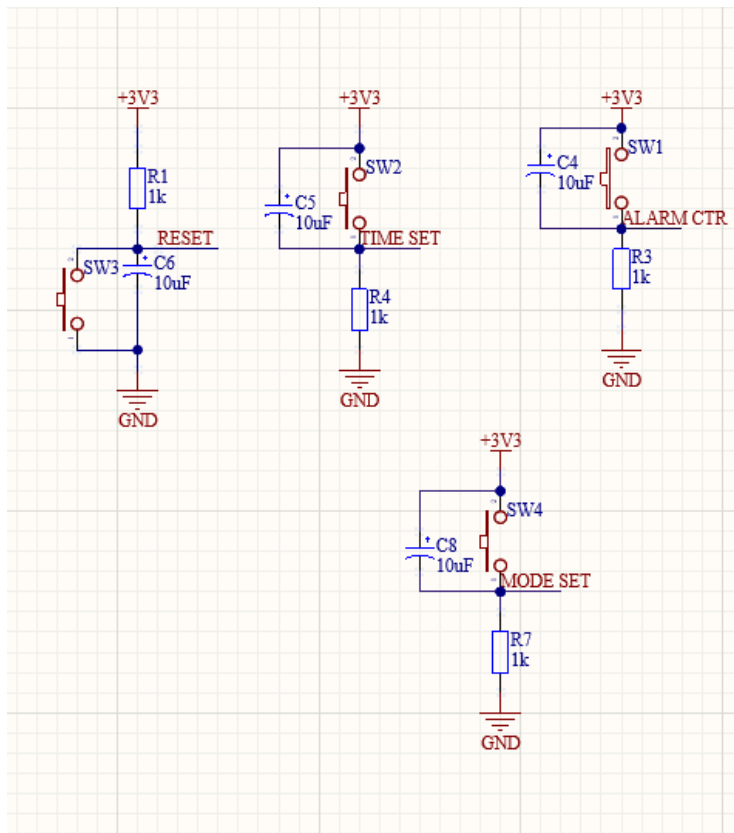 +3V3
R1
1k
RESET
SW3
C6
10uF
GND
+3V3
SW2
C5
10uF
TIME SET
R4
1k
GND
+3V3
SW1
C4
10uF
ALARM CTR
R3
1k
GND
+3V3
SW4
C8
10uF
MODE SET
R7
1k
GND